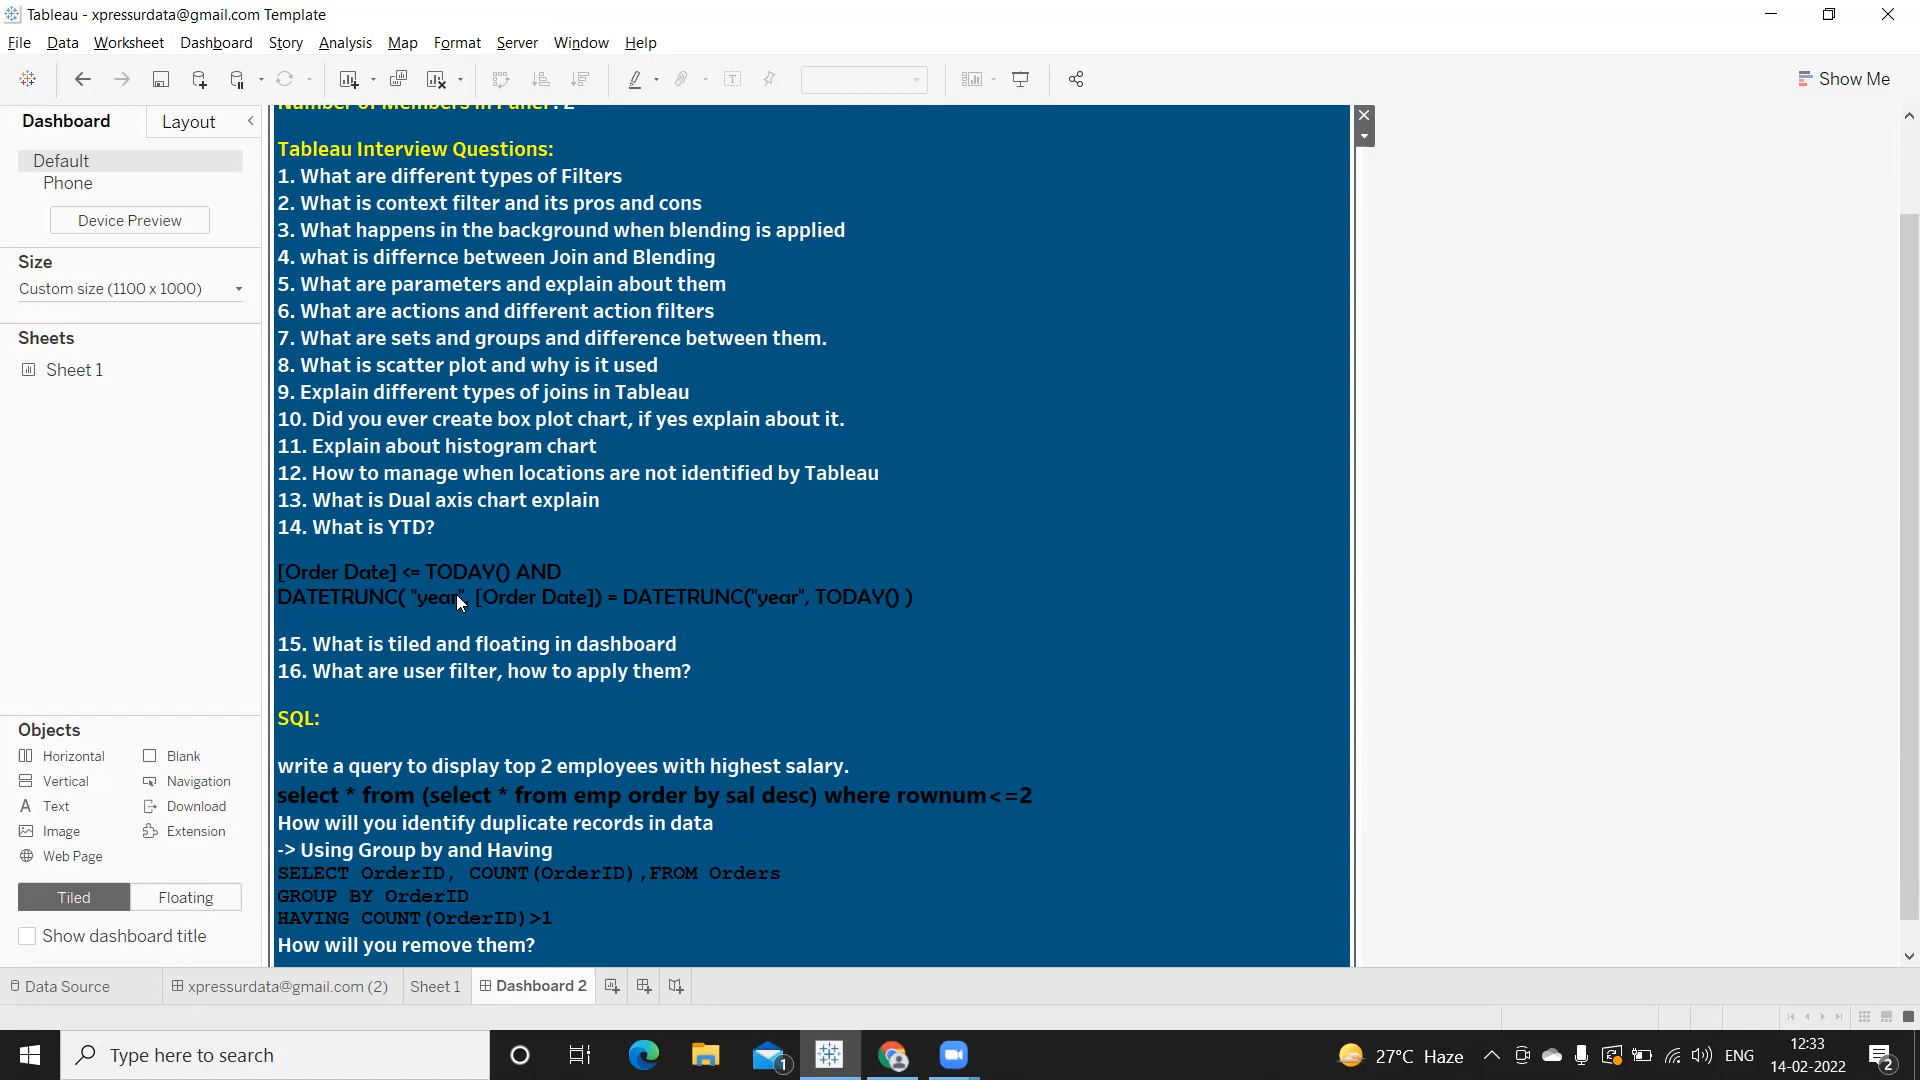 Tableau - xpressurdata@gmail.com Template
File Data Worksheet Dashboard Story Analysis Map Format Server Window Help
Show Me
Dashboard Layout
Default
Phone
Device Preview
Size
Custom size (1100 x 1000)
Sheets
Sheet 1
Objects
Horizontal Blank
Vertical Navigation
Text Download
Image Extension
Web Page
Tiled Floating
Show dashboard title
Number of Members in Panel: 2
Tableau Interview Questions:
1. What are different types of Filters
2. What is context filter and its pros and cons
3. What happens in the background when blending is applied
4. what is differnce between Join and Blending
5. What are parameters and explain about them
6. What are actions and different action filters
7. What are sets and groups and difference between them.
8. What is scatter plot and why is it used
9. Explain different types of joins in Tableau
10. Did you ever create box plot chart, if yes explain about it.
11. Explain about histogram chart
12. How to manage when locations are not identified by Tableau
13. What is Dual axis chart explain
14. What is YTD?
[Order Date] <= TODAY() AND
DATETRUNC( "year", [Order Date]) = DATETRUNC("year", TODAY() )
15. What is tiled and floating in dashboard
16. What are user filter, how to apply them?
SQL:
write a query to display top 2 employees with highest salary.
select * from (select * from emp order by sal desc) where rownum<=2
How will you identify duplicate records in data
-> Using Group by and Having
SELECT OrderID, COUNT(OrderID),FROM Orders
GROUP BY OrderID
HAVING COUNT(OrderID)>1
How will you remove them?
Data Source xpressurdata@gmail.com (2) Sheet 1 Dashboard 2
Type here to search
1
27°C Haze
ENG
12:33
14-02-2022
2